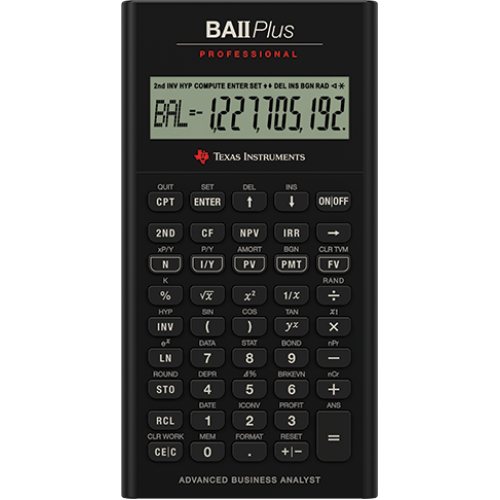 BAII Plus
PROFESSIONAL
2nd INV HYP COMPUTE ENTER SET ↑↓ DEL INS BGN RAD ◁ *
BAL=-1,227,705,192.
TEXAS INSTRUMENTS
QUIT SET DEL INS
CPT ENTER ↑ ↓ ON|OFF
2ND CF NPV IRR →
xP/Y P/Y AMORT BGN CLR TVM
N I/Y PV PMT FV
K RAND
% √x x² 1/x ÷
HYP SIN COS TAN x!
INV ( ) yˣ ×
eˣ DATA STAT BOND nPr
LN 7 8 9 −
ROUND DEPR Δ% BRKEVN nCr
STO 4 5 6 +
DATE ICONV PROFIT ANS
RCL 1 2 3 =
CLR WORK MEM FORMAT RESET
CE|C 0 . +|−
ADVANCED BUSINESS ANALYST